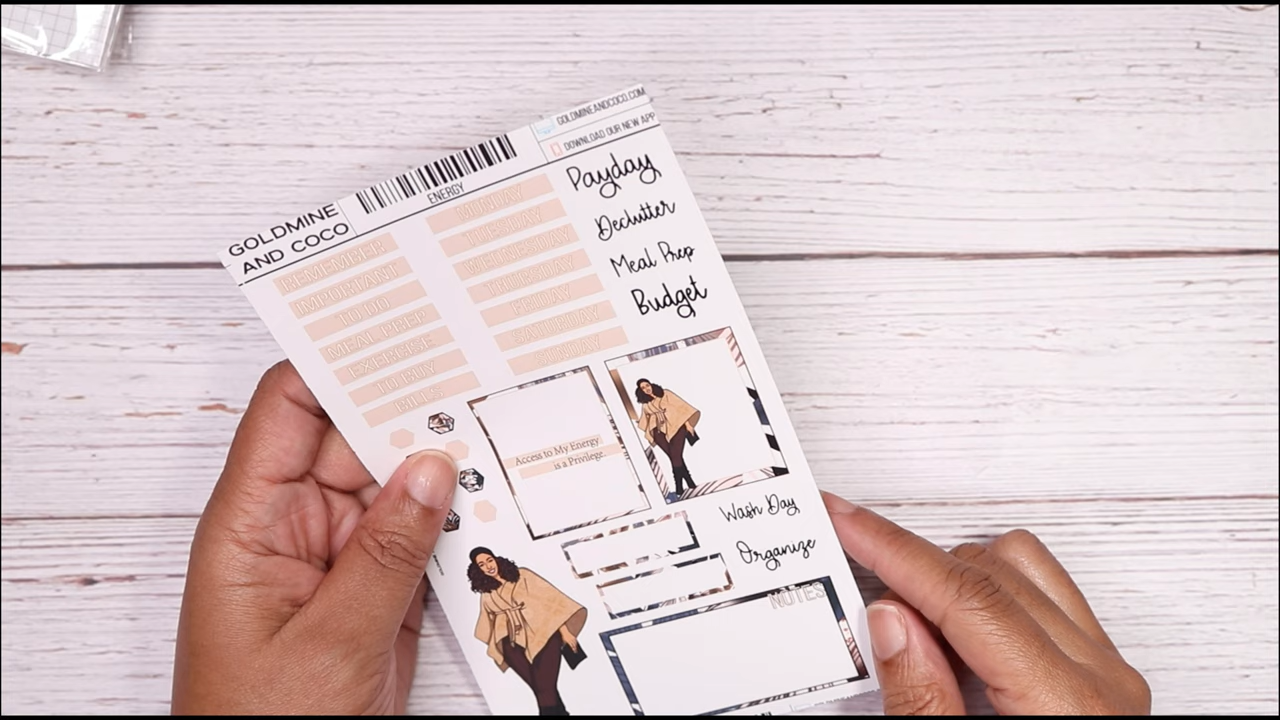 GOLDMINE
AND COCO
ENERGY
GOLDMINEANDCOCO.COM
DOWNLOAD OUR NEW APP
REMEMBER
IMPORTANT
TO DO
MEAL PREP
EXERCISE
TO BUY
BILLS
MONDAY
TUESDAY
WEDNESDAY
THURSDAY
FRIDAY
SATURDAY
SUNDAY
Payday
Declutter
Meal Prep
Budget
Access to My Energy
is a Privilege.
Wash Day
Organize
NOTES